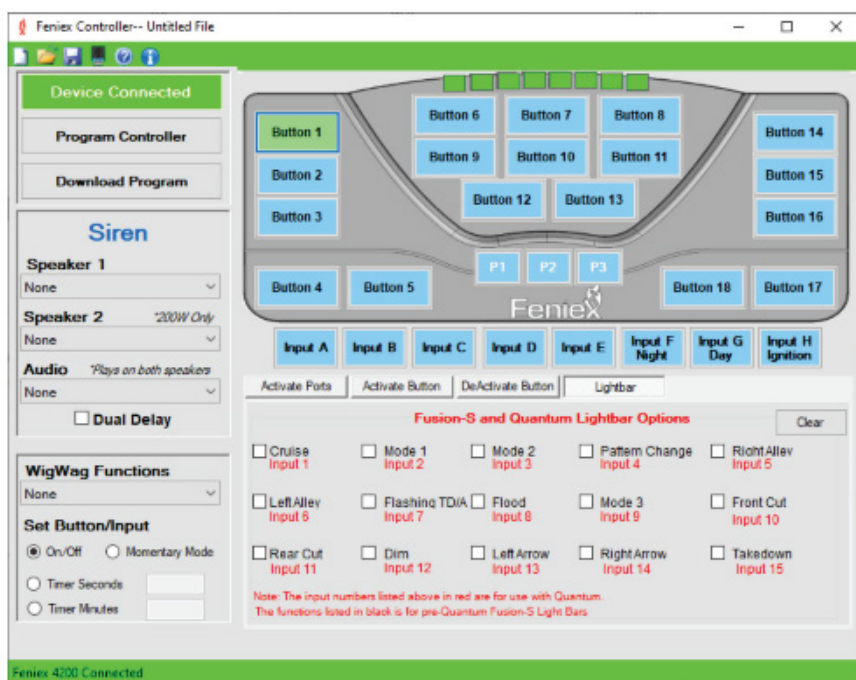 Feniex Controller-- Untitled File
Device Connected
Program Controller
Download Program
Siren
Speaker 1
None
Speaker 2 *200W Only
None
Audio *Plays on both speakers
None
Dual Delay
WigWag Functions
None
Set Button/Input
On/Off Momentary Mode
Timer Seconds
Timer Minutes
Button 1
Button 2
Button 3
Button 4 Button 5
Button 6 Button 7 Button 8
Button 9 Button 10 Button 11
Button 12 Button 13
Button 14
Button 15
Button 16
Button 18 Button 17
P1 P2 P3
Feniex
Input A Input B Input C Input D Input E Input F Night Input G Day Input H Ignition
Activate Ports Activate Button DeActivate Button Lightbar
Fusion-S and Quantum Lightbar Options Clear
Cruise Mode 1 Mode 2 Pattern Change Right Alley
Input 1 Input 2 Input 3 Input 4 Input 5
Left Alley Flashing TD/A Flood Mode 3 Front Cut
Input 6 Input 7 Input 8 Input 9 Input 10
Rear Cut Dim Left Arrow Right Arrow Takedown
Input 11 Input 12 Input 13 Input 14 Input 15
Note: The input numbers listed above in red are for use with Quantum.
The functions listed in black is for pre-Quantum Fusion-S Light Bars
Feniex 4200 Connected